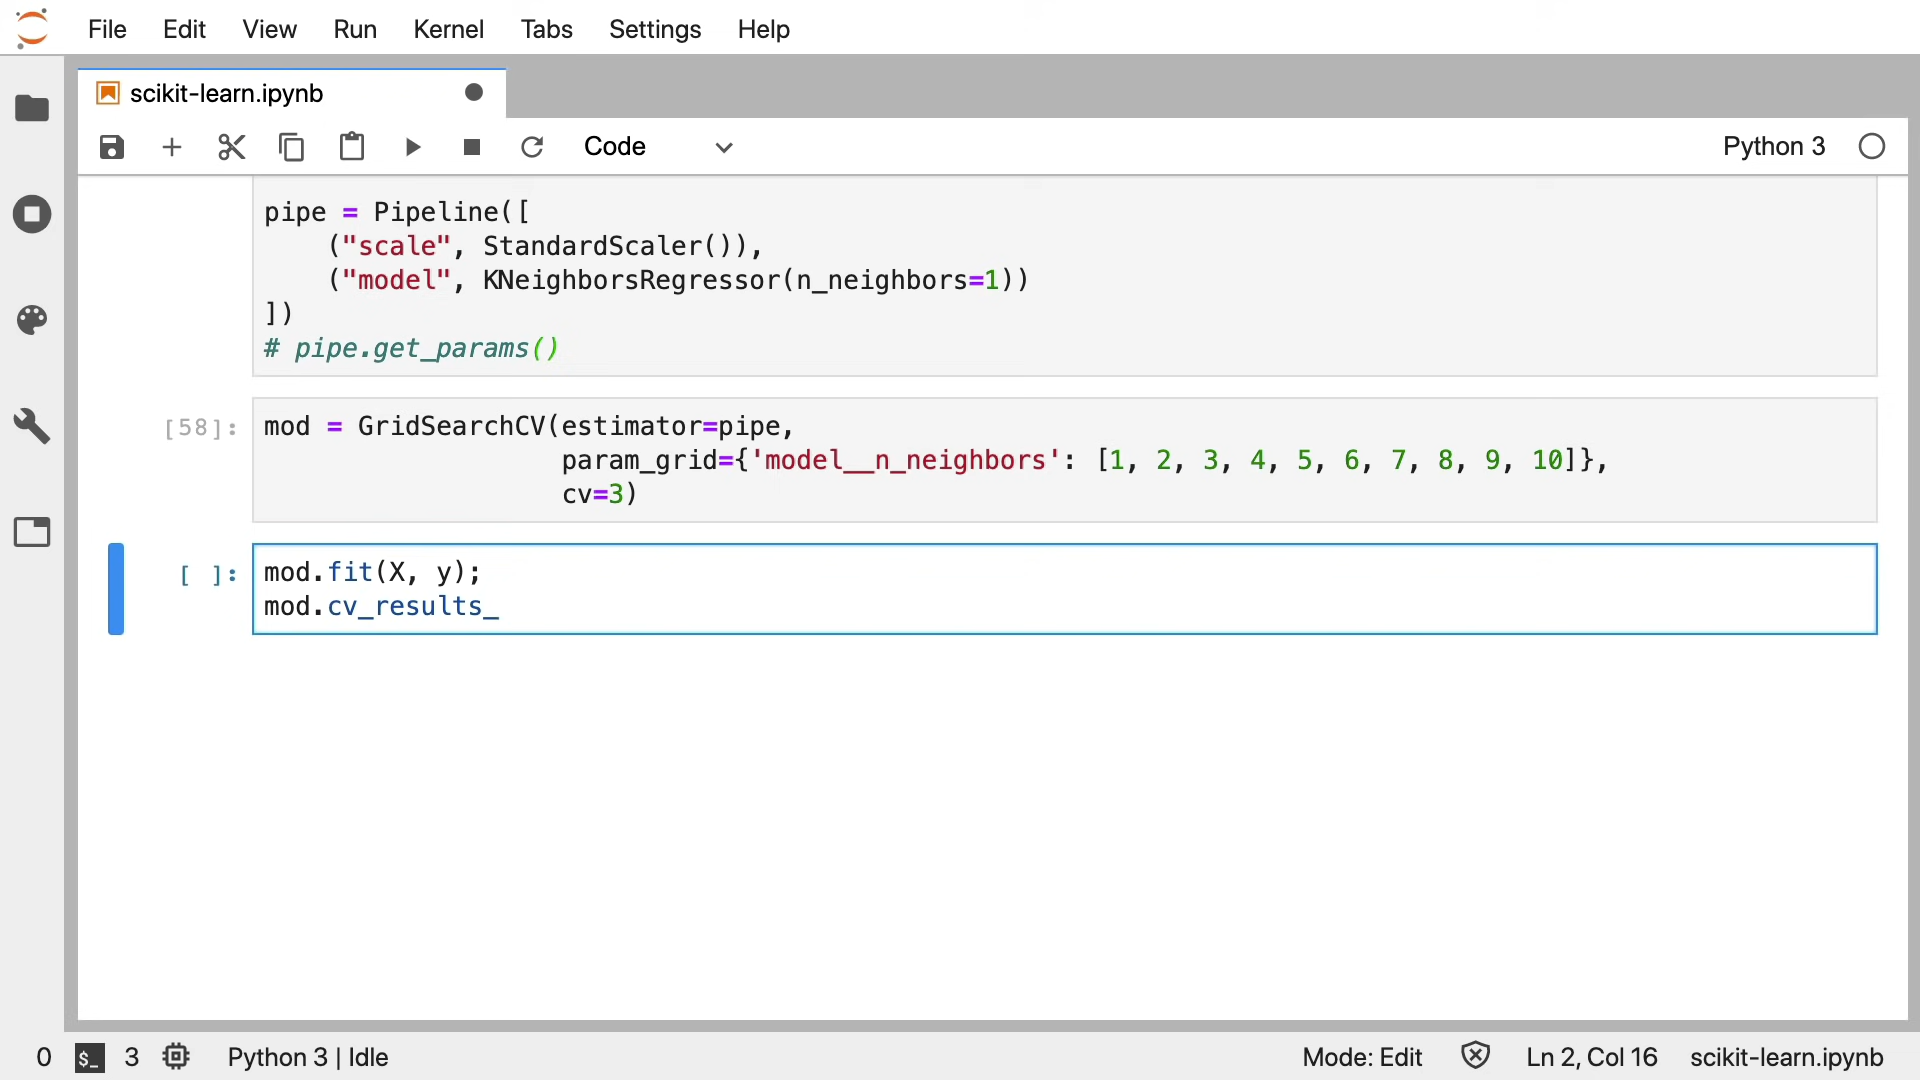 File Edit View Run Kernel Tabs Settings Help
scikit-learn.ipynb
Code
Python 3
pipe = Pipeline([
    ("scale", StandardScaler()),
    ("model", KNeighborsRegressor(n_neighbors=1))
])
# pipe.get_params()
[58]: mod = GridSearchCV(estimator=pipe,
                   param_grid={'model__n_neighbors': [1, 2, 3, 4, 5, 6, 7, 8, 9, 10]},
                   cv=3)
[ ]: mod.fit(X, y);
mod.cv_results_
0 $_ 3 Python 3 | Idle Mode: Edit Ln 2, Col 16 scikit-learn.ipynb